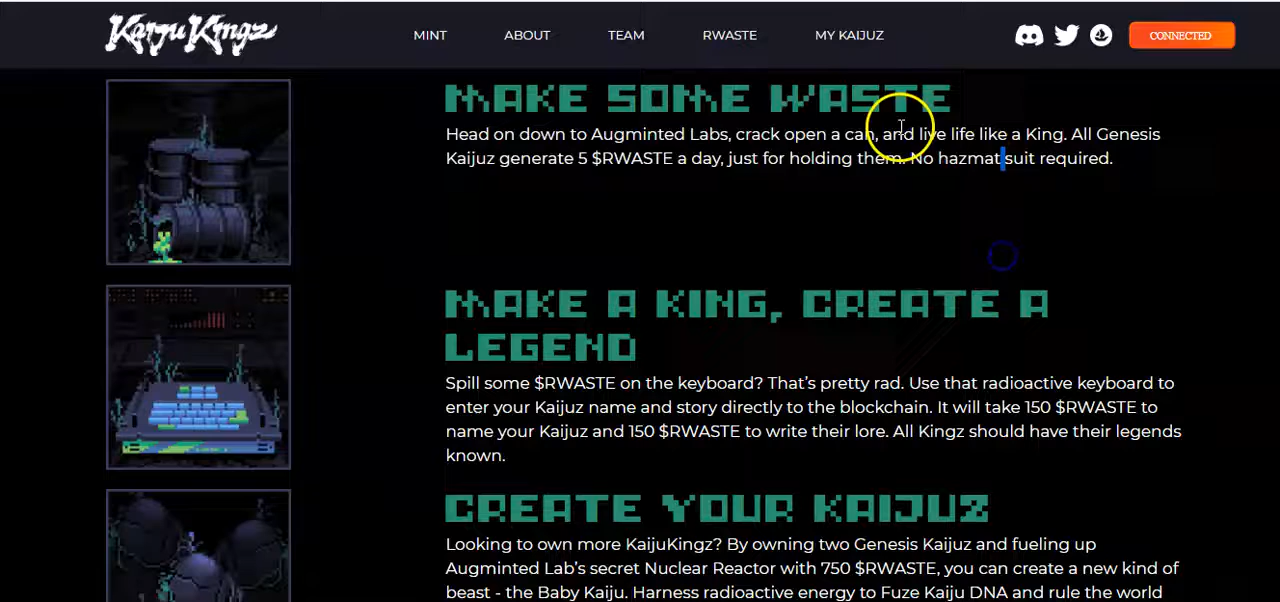 KaijuKingz
MINT
ABOUT
TEAM
RWASTE
MY KAIJUZ
CONNECTED
MAKE SOME WASTE
Head on down to Augminted Labs, crack open a can, and live life like a King. All Genesis
Kaijuz generate 5 $RWASTE a day, just for holding them. No hazmat suit required.
MAKE A KING, CREATE A
LEGEND
Spill some $RWASTE on the keyboard? That’s pretty rad. Use that radioactive keyboard to
enter your Kaijuz name and story directly to the blockchain. It will take 150 $RWASTE to
name your Kaijuz and 150 $RWASTE to write their lore. All Kingz should have their legends
known.
CREATE YOUR KAIJUZ
Looking to own more KaijuKingz? By owning two Genesis Kaijuz and fueling up
Augminted Lab’s secret Nuclear Reactor with 750 $RWASTE, you can create a new kind of
beast - the Baby Kaiju. Harness radioactive energy to Fuze Kaiju DNA and rule the world